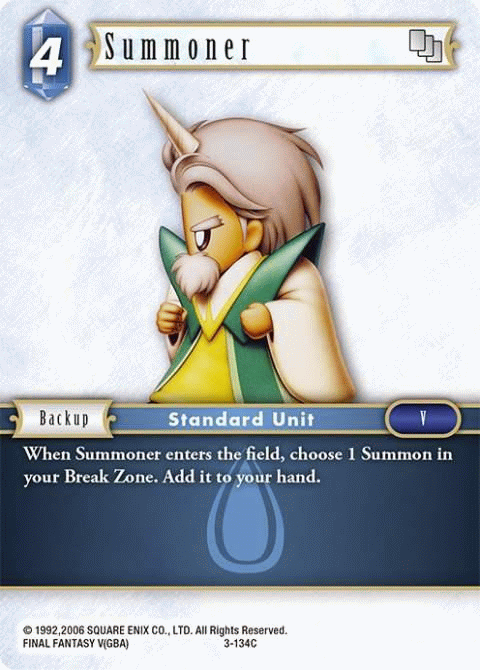 4
Summoner
Backup
Standard Unit
V
When Summoner enters the field, choose 1 Summon in
your Break Zone. Add it to your hand.
© 1992,2006 SQUARE ENIX CO., LTD. All Rights Reserved.
FINAL FANTASY V(GBA) 3-134C